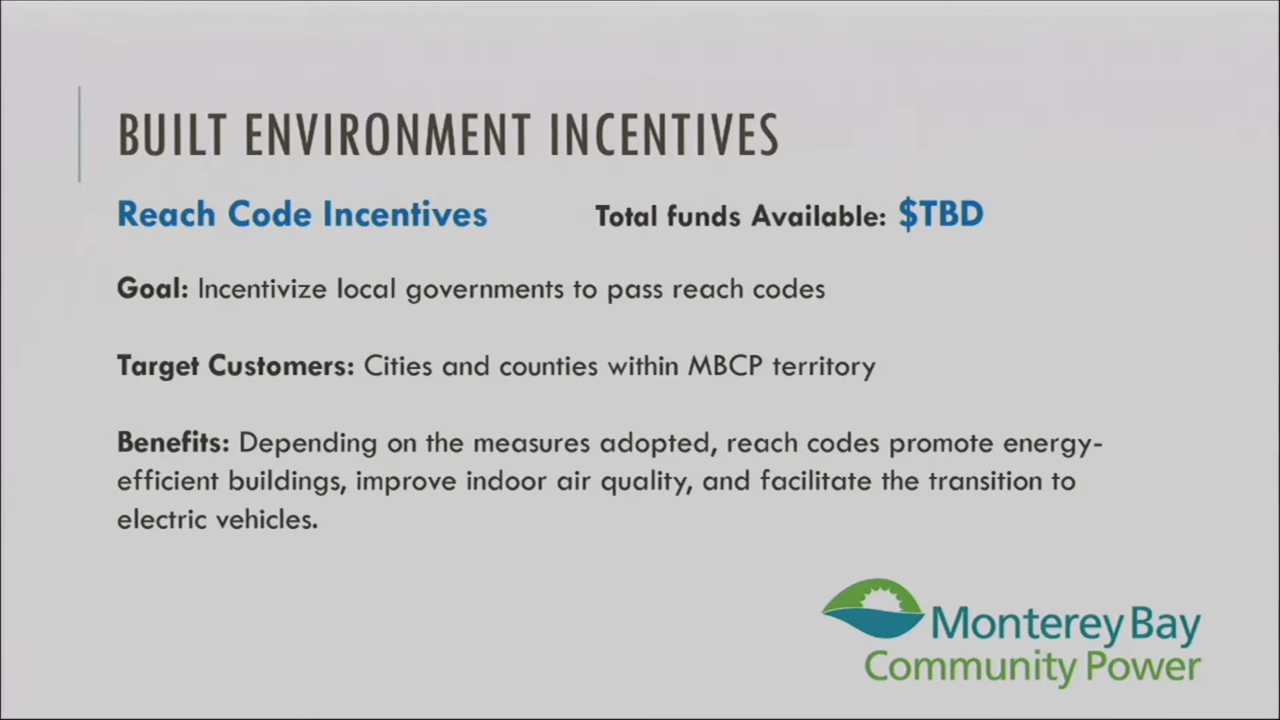 BUILT ENVIRONMENT INCENTIVES
Reach Code Incentives Total funds Available: $TBD
Goal: Incentivize local governments to pass reach codes
Target Customers: Cities and counties within MBCP territory
Benefits: Depending on the measures adopted, reach codes promote energy-
efficient buildings, improve indoor air quality, and facilitate the transition to
electric vehicles.
Monterey Bay
Community Power